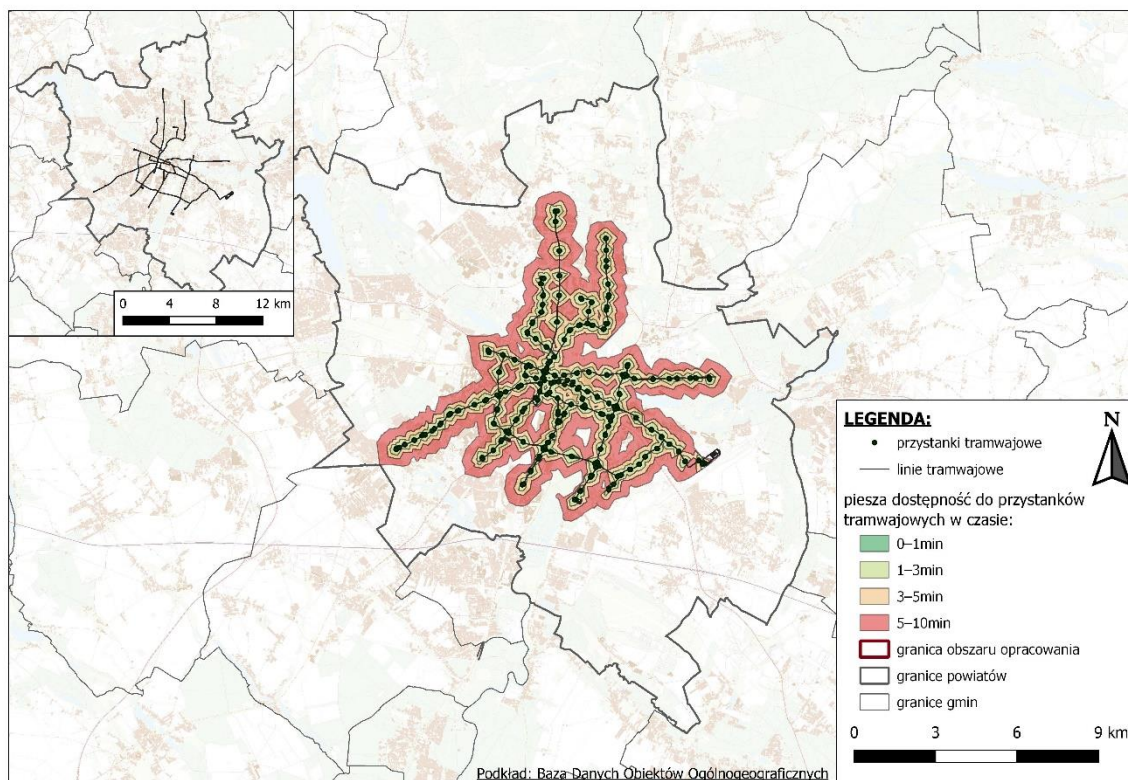 0 4 8 12 km
LEGENDA:
N
przystanki tramwajowe
linie tramwajowe
piesza dostępność do przystanków
tramwajowych w czasie:
0–1min
1–3min
3–5min
5–10min
granica obszaru opracowania
granice powiatów
granice gmin
0 3 6 9 km
Podkład: Baza Danych Obiektów Ogólnogeograficznych